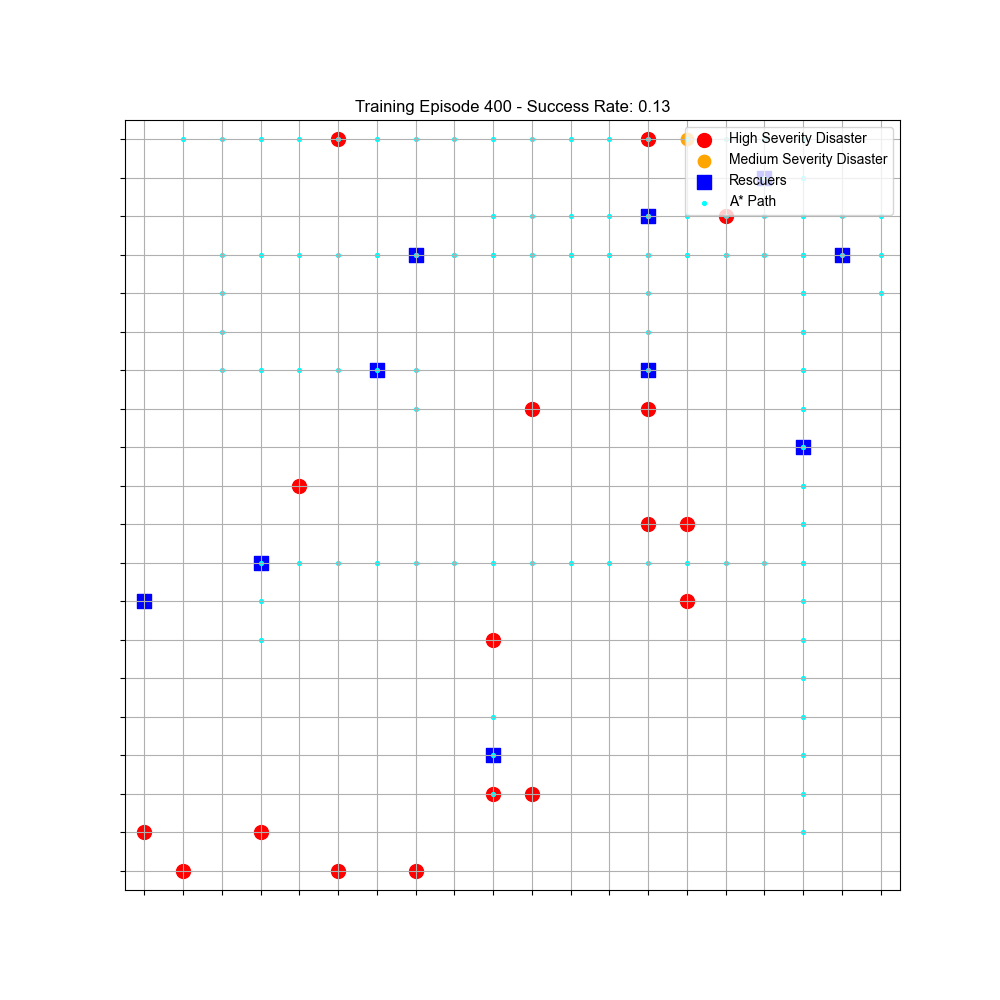 Training Episode 400 - Success Rate: 0.13
High Severity Disaster
Medium Severity Disaster
Rescuers
A* Path